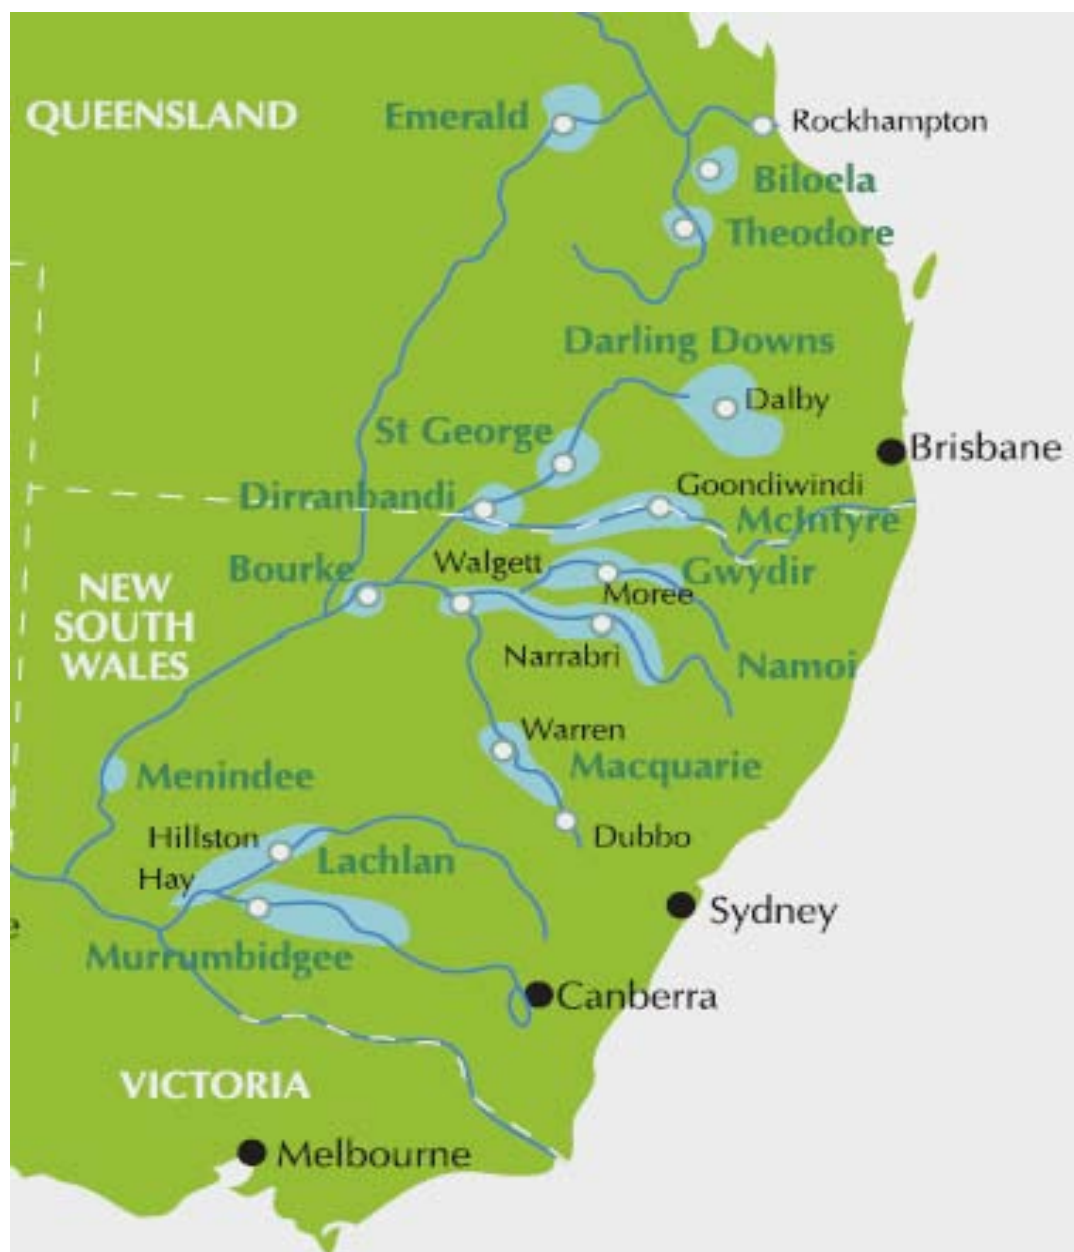 QUEENSLAND
Emerald
Rockhampton
Biloela
Theodore
Darling Downs
Dalby
St George
Brisbane
Goondiwindi
Dirranbandi
McIntyre
Walgett
Bourke
Gwydir
NEW
SOUTH
WALES
Moree
Narrabri
Namoi
Warren
Macquarie
Menindee
Hillston
Dubbo
Lachlan
Hay
Sydney
e
Murrumbidgee
Canberra
VICTORIA
Melbourne